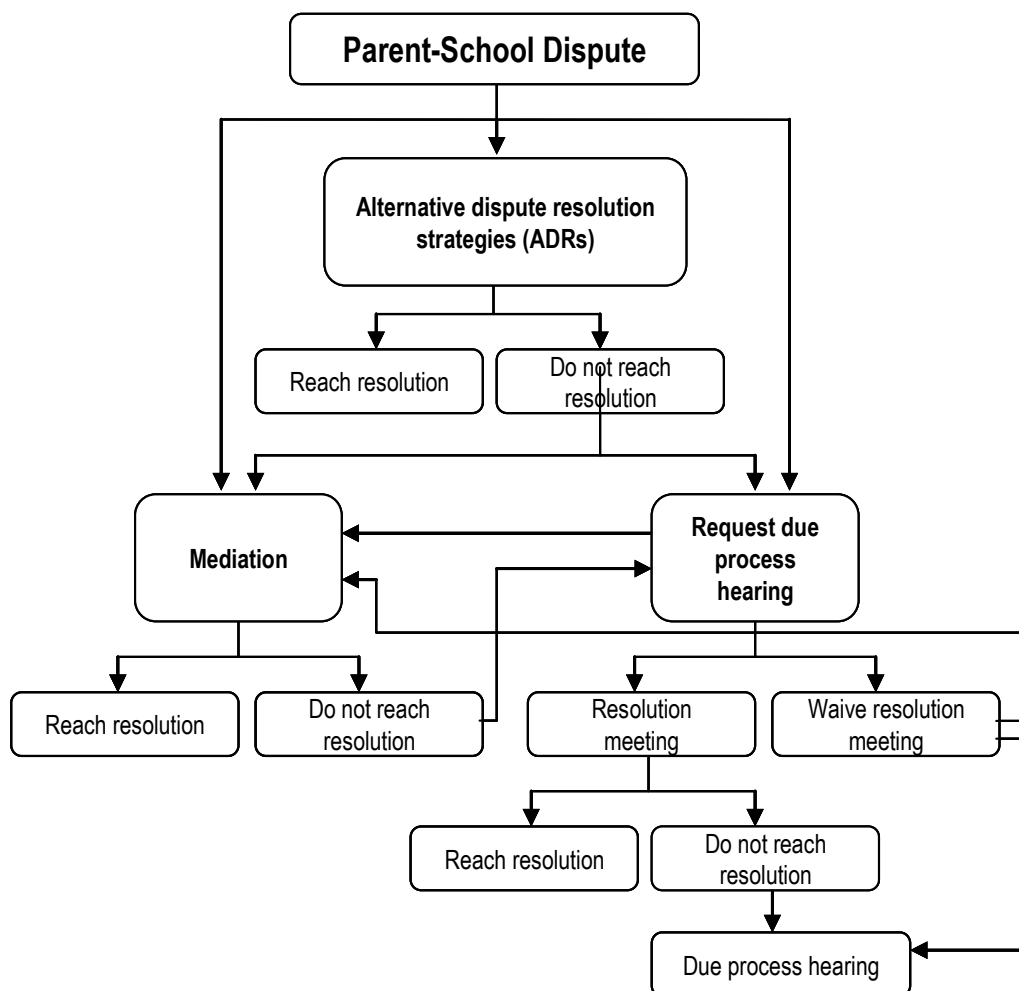 Parent-School Dispute
Alternative dispute resolution
strategies (ADRs)
Reach resolution
Do not reach
resolution
Mediation
Request due
process
hearing
Reach resolution
Do not reach
resolution
Resolution
meeting
Waive resolution
meeting
Reach resolution
Do not reach
resolution
Due process hearing